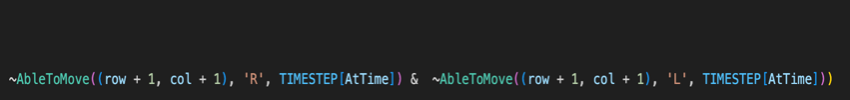 ~AbleToMove((row + 1, col + 1), 'R', TIMESTEP[AtTime]) &  ~AbleToMove((row + 1, col + 1), 'L', TIMESTEP[AtTime]))